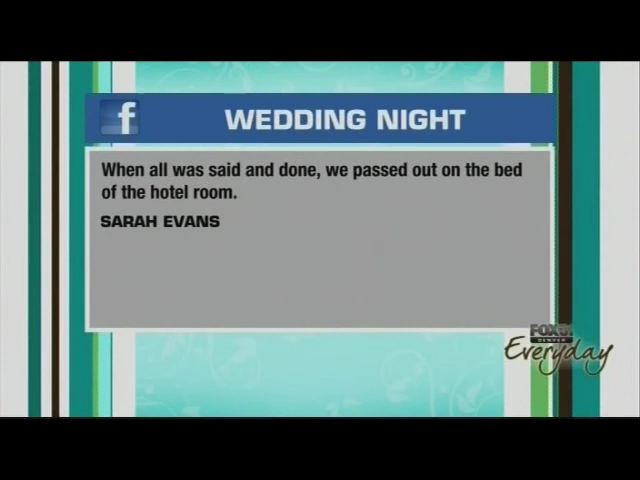 f WEDDING NIGHT
When all was said and done, we passed out on the bed
of the hotel room.
SARAH EVANS
FOX31
DENVER
Everyday